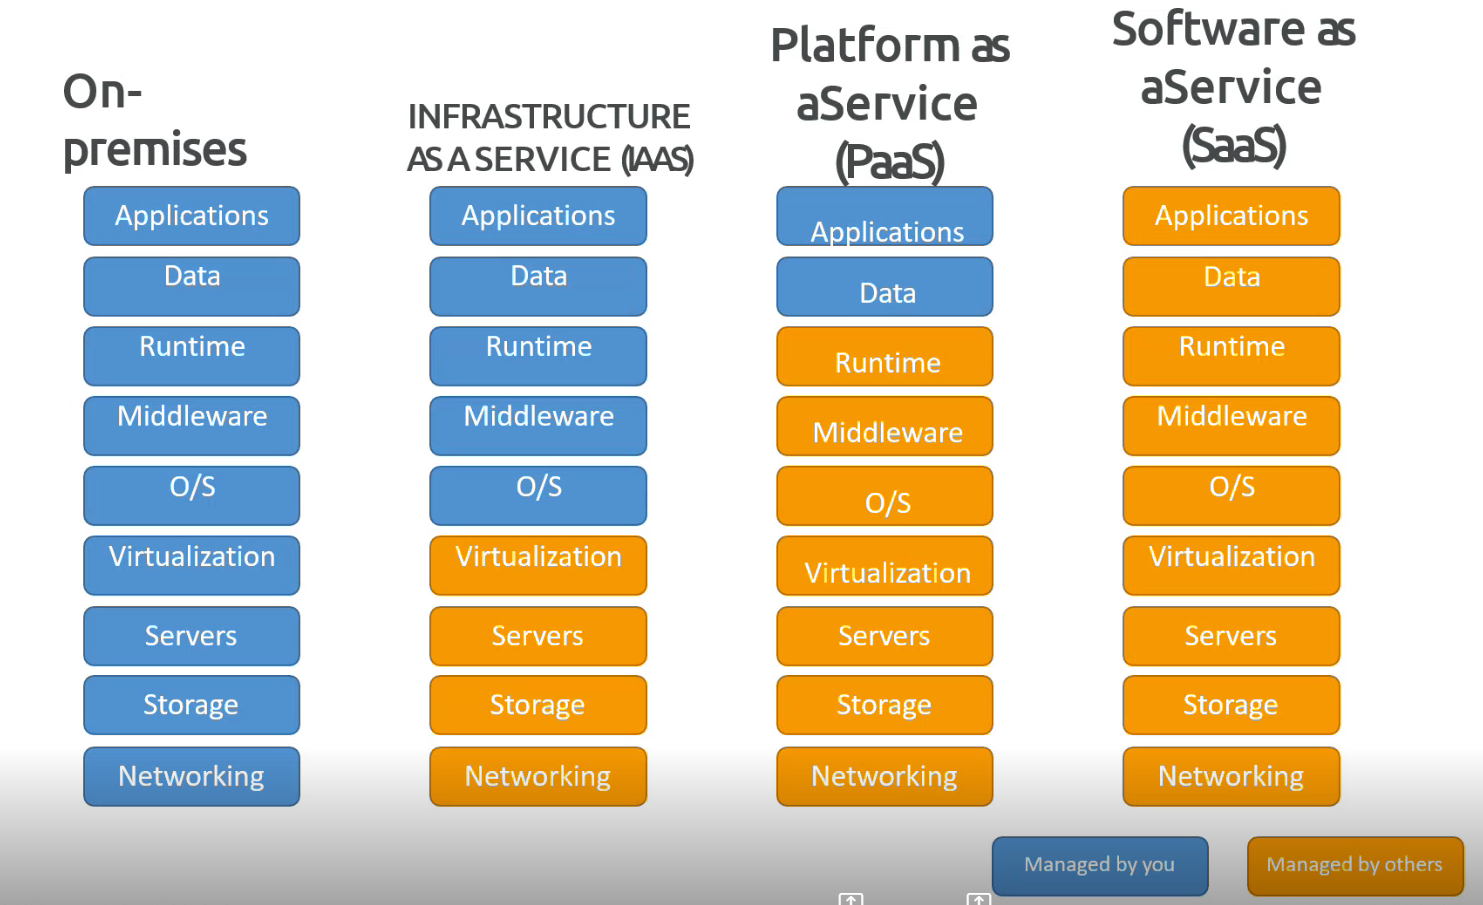 On-
premises
Applications
Data
Runtime
Middleware
O/S
Virtualization
Servers
Storage
Networking
INFRASTRUCTURE
AS A SERVICE (IAAS)
Applications
Data
Runtime
Middleware
O/S
Virtualization
Servers
Storage
Networking
Platform as
aService
(PaaS)
Applications
Data
Runtime
Middleware
O/S
Virtualization
Servers
Storage
Networking
Software as
aService
(SaaS)
Applications
Data
Runtime
Middleware
O/S
Virtualization
Servers
Storage
Networking
Managed by you
Managed by others